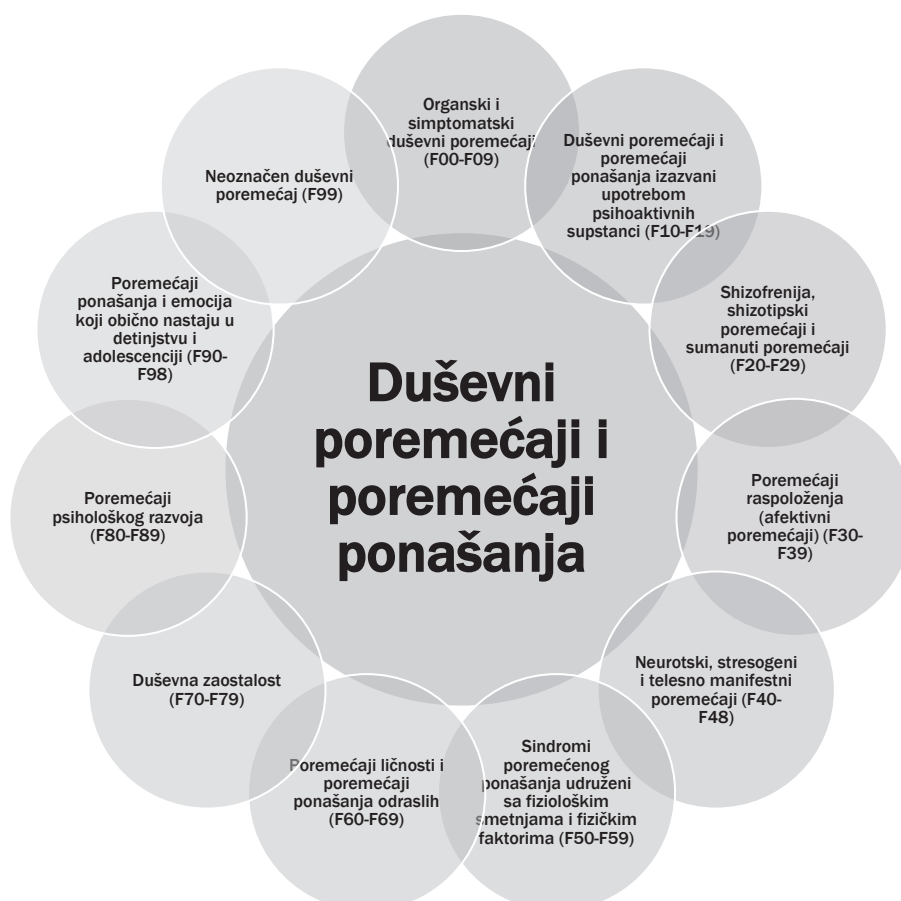 Organski i
simptomatski
duševni poremećaji
(F00-F09)
Duševni poremećaji i
poremećaji
ponašanja izazvani
upotrebom
psihoaktivnih
supstanci (F10-F19)
Shizofrenija,
shizotipski
poremećaji i
sumanuti poremećaji
(F20-F29)
Poremećaji
raspoloženja
(afektivni
poremećaji) (F30-
F39)
Neurotski, stresogeni
i telesno manifestni
poremećaji (F40-
F48)
Sindromi
poremećenog
ponašanja udruženi
sa fiziološkim
smetnjama i fizičkim
faktorima (F50-F59)
Poremećaji ličnosti i
poremećaji
ponašanja odraslih
(F60-F69)
Duševna zaostalost
(F70-F79)
Poremećaji
psihološkog razvoja
(F80-F89)
Poremećaji
ponašanja i emocija
koji obično nastaju u
detinjstvu i
adolescenciji (F90-
F98)
Neoznačen duševni
poremećaj (F99)
Duševni
poremećaji i
poremećaji
ponašanja